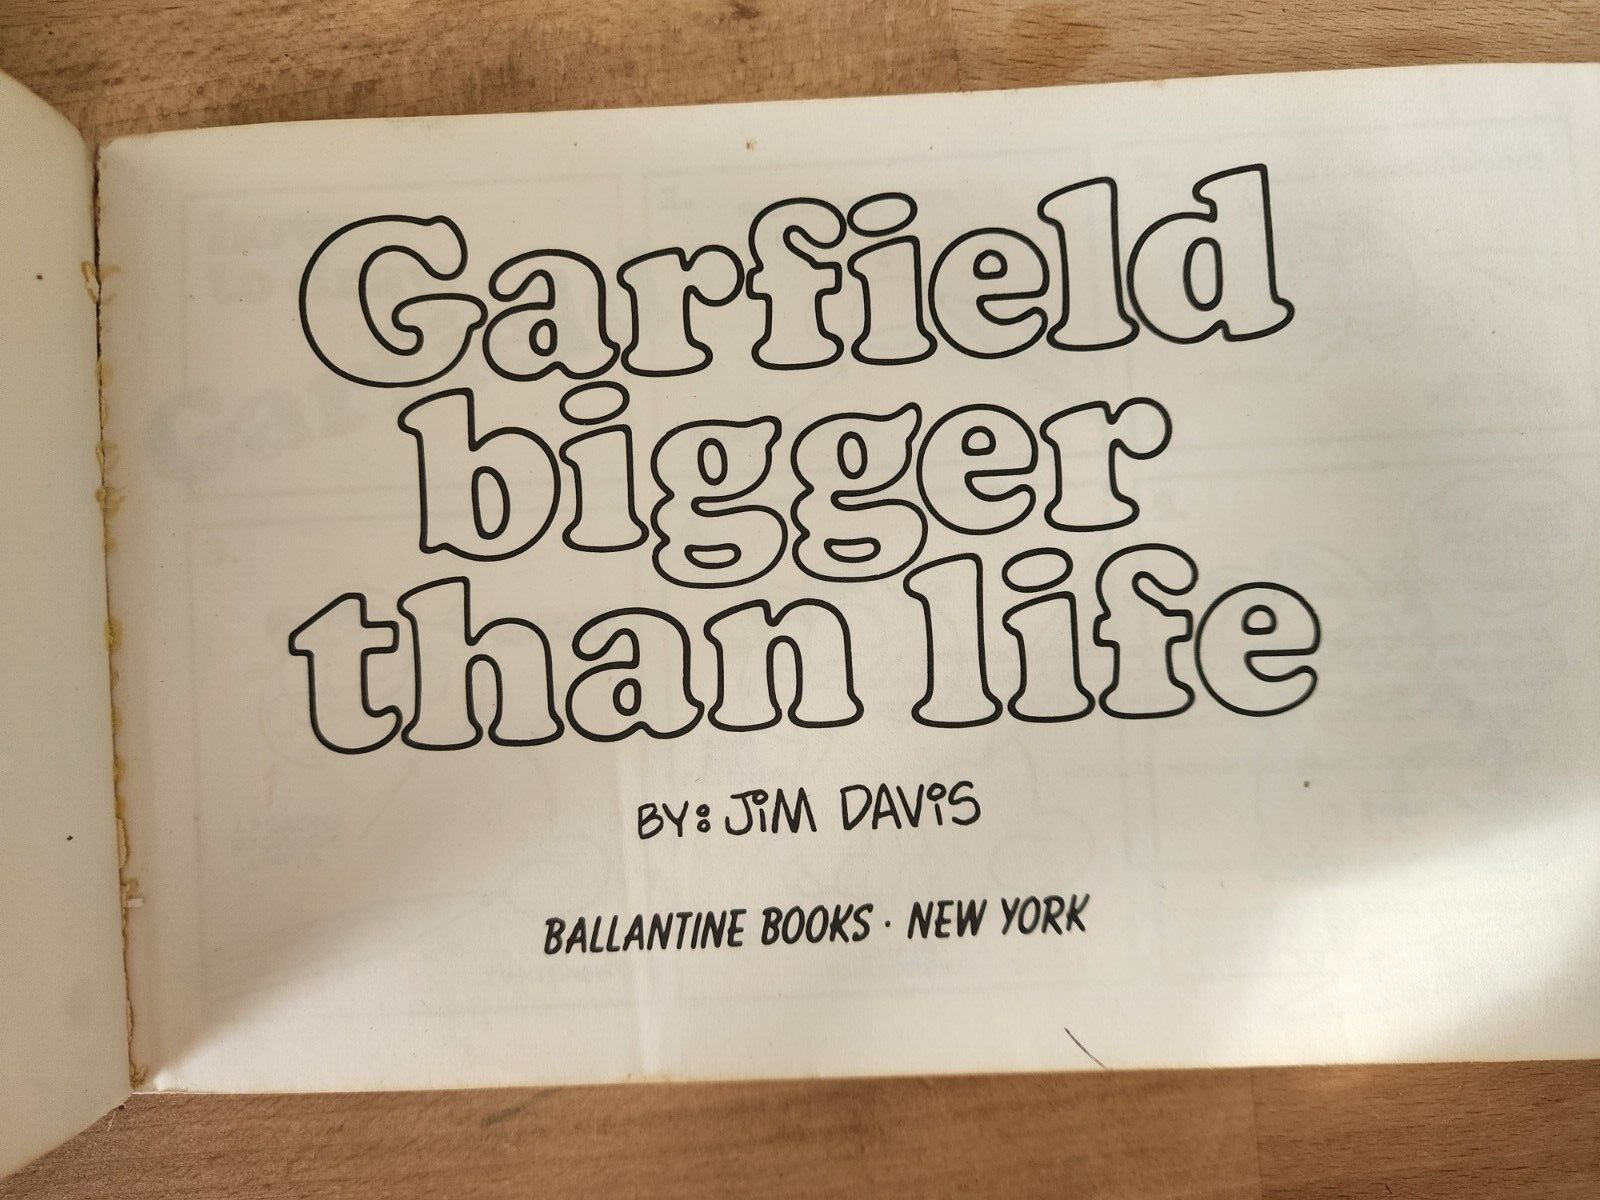 Garfield
bigger
than life
BY: JiM DAViS
BALLANTINE BOOKS · NEW YORK